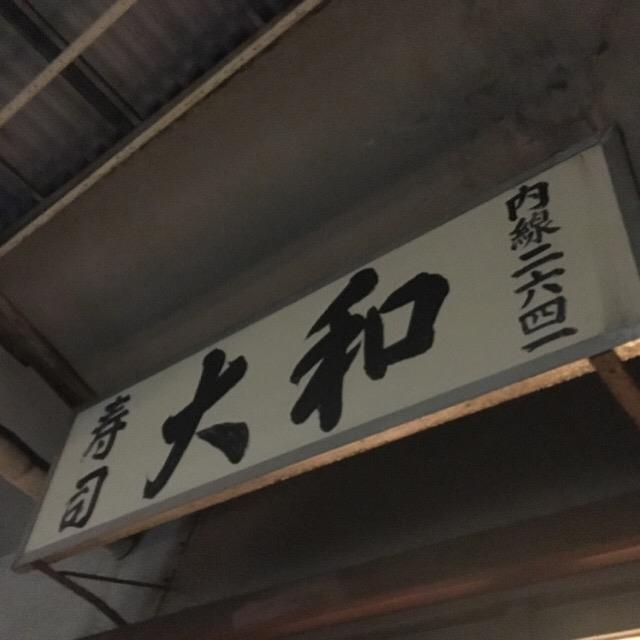 寿司
大和
内線二六四一